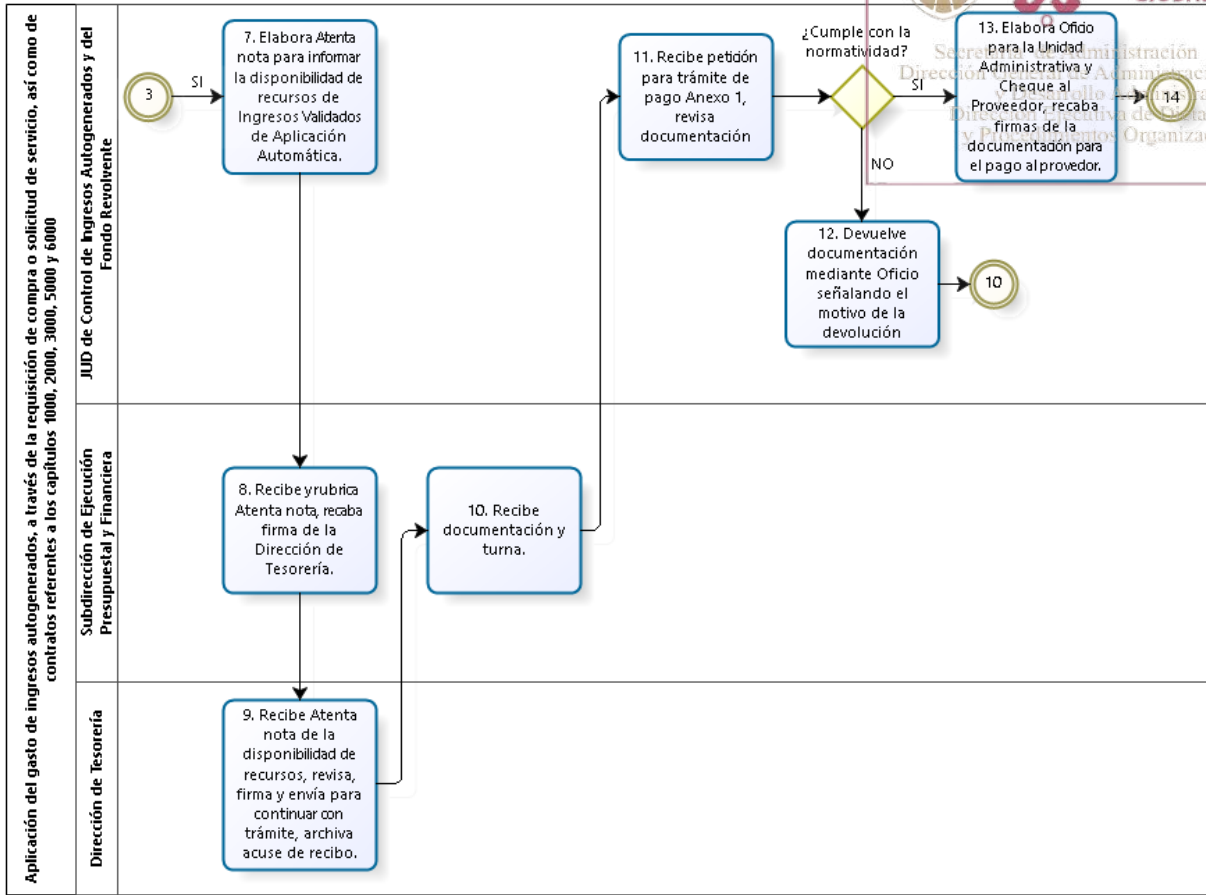 Aplicación del gasto de ingresos autogenerados, a través de la requisición de compra o solicitud de servicio, así como de
contratos referentes a los capítulos 1000, 2000, 3000, 5000 y 6000
JUD de Control de Ingresos Autogenerados y del
Fondo Revolvente
3
SI
7. Elabora Atenta
nota para informar
la disponibilidad de
recursos de
Ingresos Validados
de Aplicación
Automática.
11. Recibe petición
para trámite de
pago Anexo 1,
revisa
documentación
¿Cumple con la
normatividad?
SI
NO
13. Elabora Oficio
para la Unidad
Administrativa y
Cheque al
Proveedor, recaba
firmas de la
documentación para
el pago al provedor.
14
12. Devuelve
documentación
mediante Oficio
señalando el
motivo de la
devolución
10
Subdirección de Ejecución
Presupuestal y Financiera
8. Recibe y rubrica
Atenta nota, recaba
firma de la
Dirección de
Tesorería.
10. Recibe
documentación y
turna.
Dirección de Tesorería
9. Recibe Atenta
nota de la
disponibilidad de
recursos, revisa,
firma y envía para
continuar con
trámite, archiva
acuse de recibo.